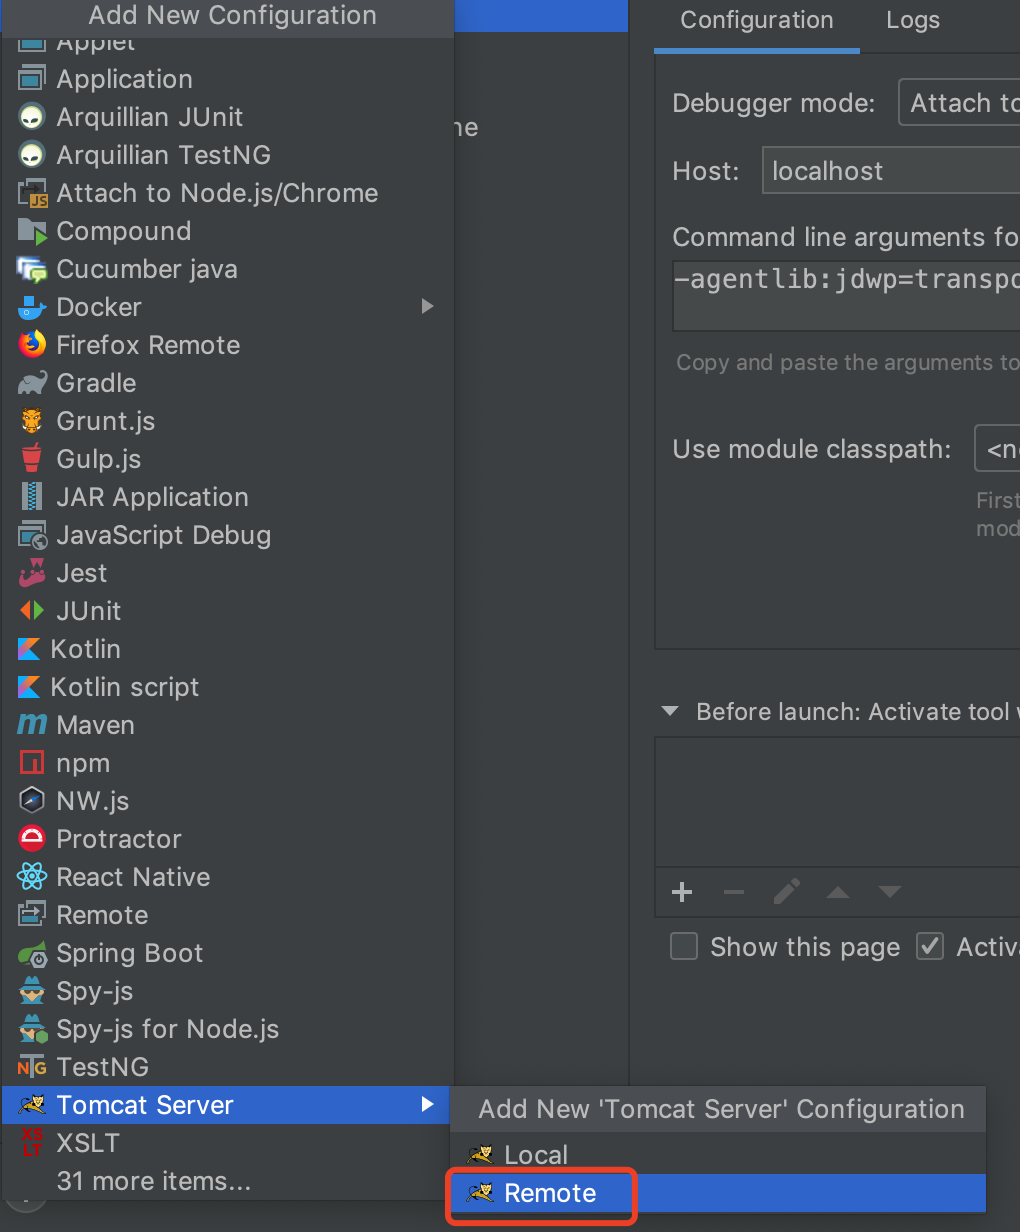 Add New Configuration
Applet
Application
Arquillian JUnit
Arquillian TestNG
Attach to Node.js/Chrome
Compound
Cucumber java
Docker
Firefox Remote
Gradle
Grunt.js
Gulp.js
JAR Application
JavaScript Debug
Jest
JUnit
Kotlin
Kotlin script
Maven
npm
NW.js
Protractor
React Native
Remote
Spring Boot
Spy-js
Spy-js for Node.js
TestNG
Tomcat Server
XSLT
31 more items...
Add New 'Tomcat Server' Configuration
Local
Remote
Configuration Logs
Debugger mode: Attach to
Host: localhost
Command line arguments fo
-agentlib:jdwp=transpo
Copy and paste the arguments to
Use module classpath: <no
First
mod
Before launch: Activate tool
Show this page Activa